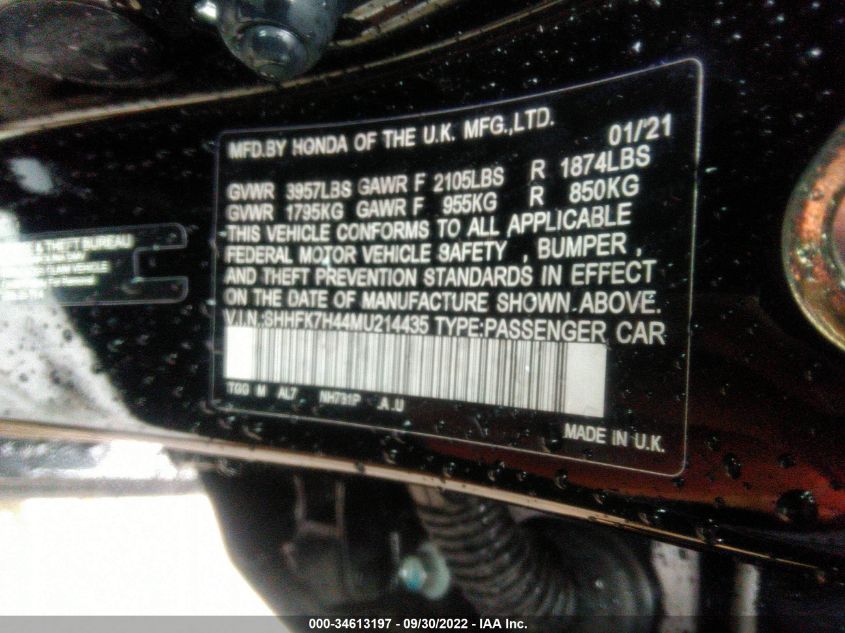 MFD.BY HONDA OF THE U.K. MFG.,LTD. 01/21
GVWR 3957LBS GAWR F 2105LBS R 1874LBS
GVWR 1795KG GAWR F 955KG R 850KG
THIS VEHICLE CONFORMS TO ALL APPLICABLE
FEDERAL MOTOR VEHICLE SAFETY , BUMPER ,
AND THEFT PREVENTION STANDARDS IN EFFECT
ON THE DATE OF MANUFACTURE SHOWN ABOVE.
V.I.N.:SHHFK7H44MU214435 TYPE:PASSENGER CAR
TGG M AL7 NH731P A U
MADE IN U.K.
& THEFT BUREAU
VEHICLE
000-34613197 - 09/30/2022 - IAA Inc.